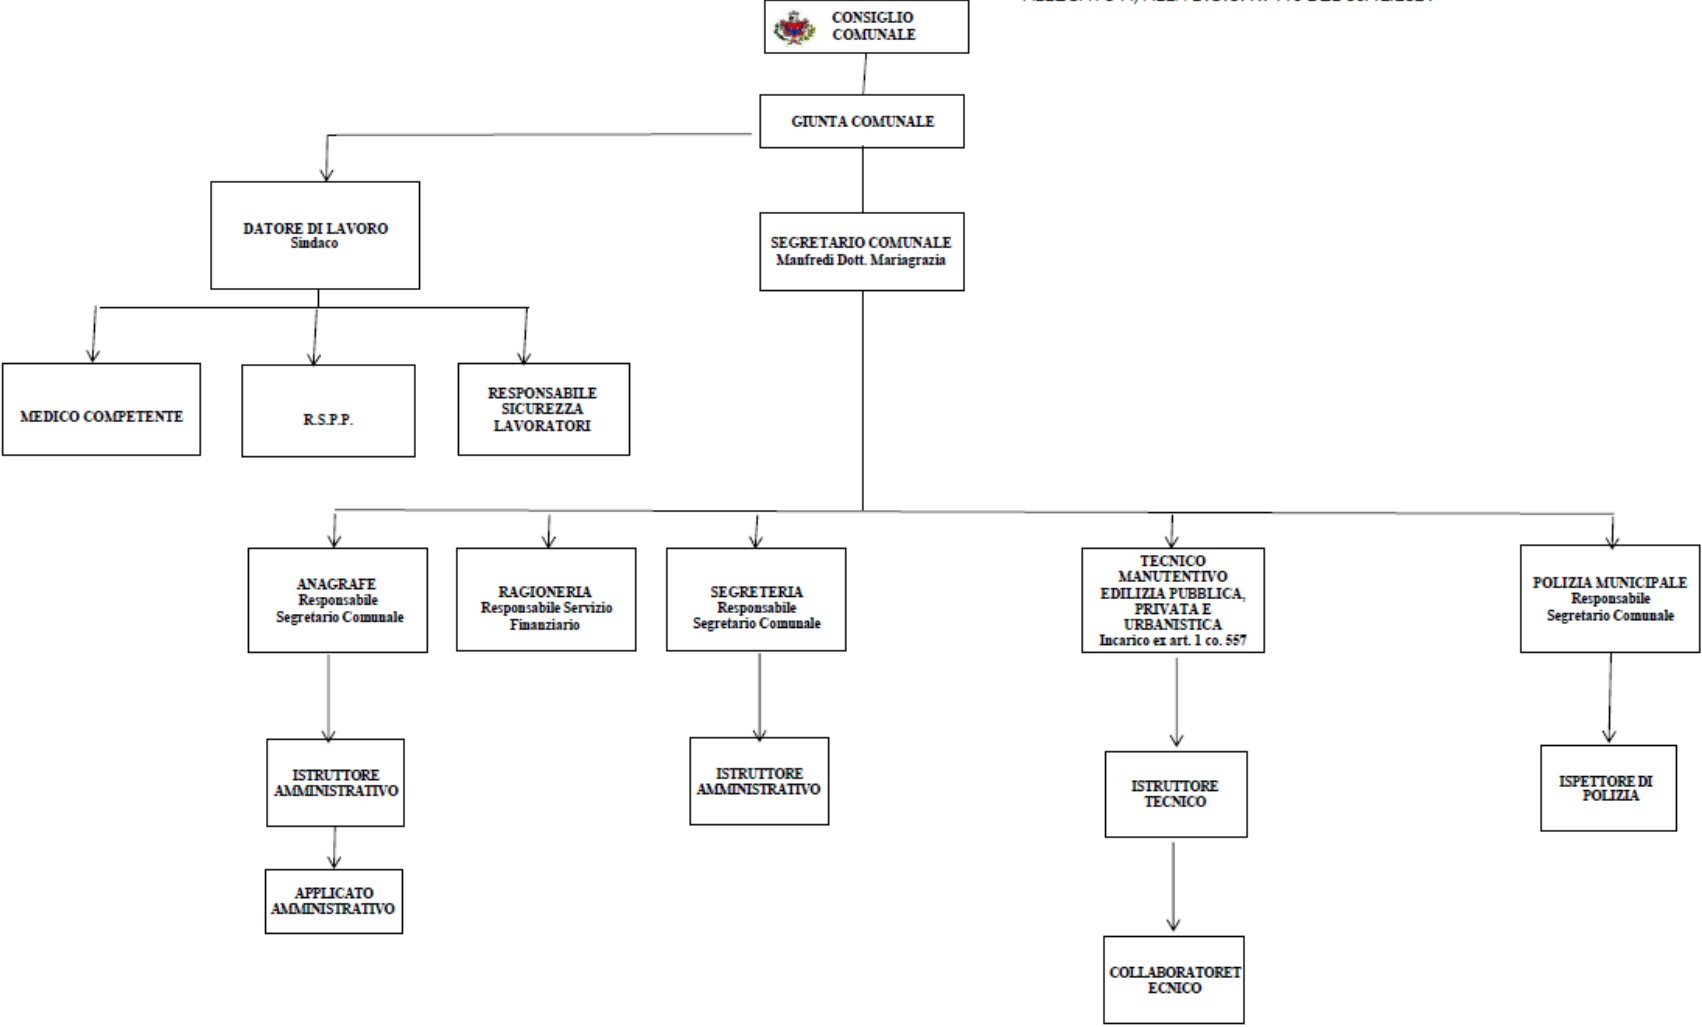 CONSIGLIO
COMUNALE
GIUNTA COMUNALE
DATORE DI LAVORO
Sindaco
SEGRETARIO COMUNALE
Manfredi Dott. Mariagrazia
MEDICO COMPETENTE
R.S.P.P.
RESPONSABILE
SICUREZZA
LAVORATORI
ANAGRAFE
Responsabile
Segretario Comunale
RAGIONERIA
Responsabile Servizio
Finanziario
SEGRETERIA
Responsabile
Segretario Comunale
TECNICO
MANUTENTIVO
EDILIZIA PUBBLICA,
PRIVATA E
URBANISTICA
Incarico ex art. 1 co. 557
POLIZIA MUNICIPALE
Responsabile
Segretario Comunale
ISTRUTTORE
AMMINISTRATIVO
ISTRUTTORE
AMMINISTRATIVO
ISTRUTTORE
TECNICO
ISPETTORE DI
POLIZIA
APPLICATO
AMMINISTRATIVO
COLLABORATORET
ECNICO